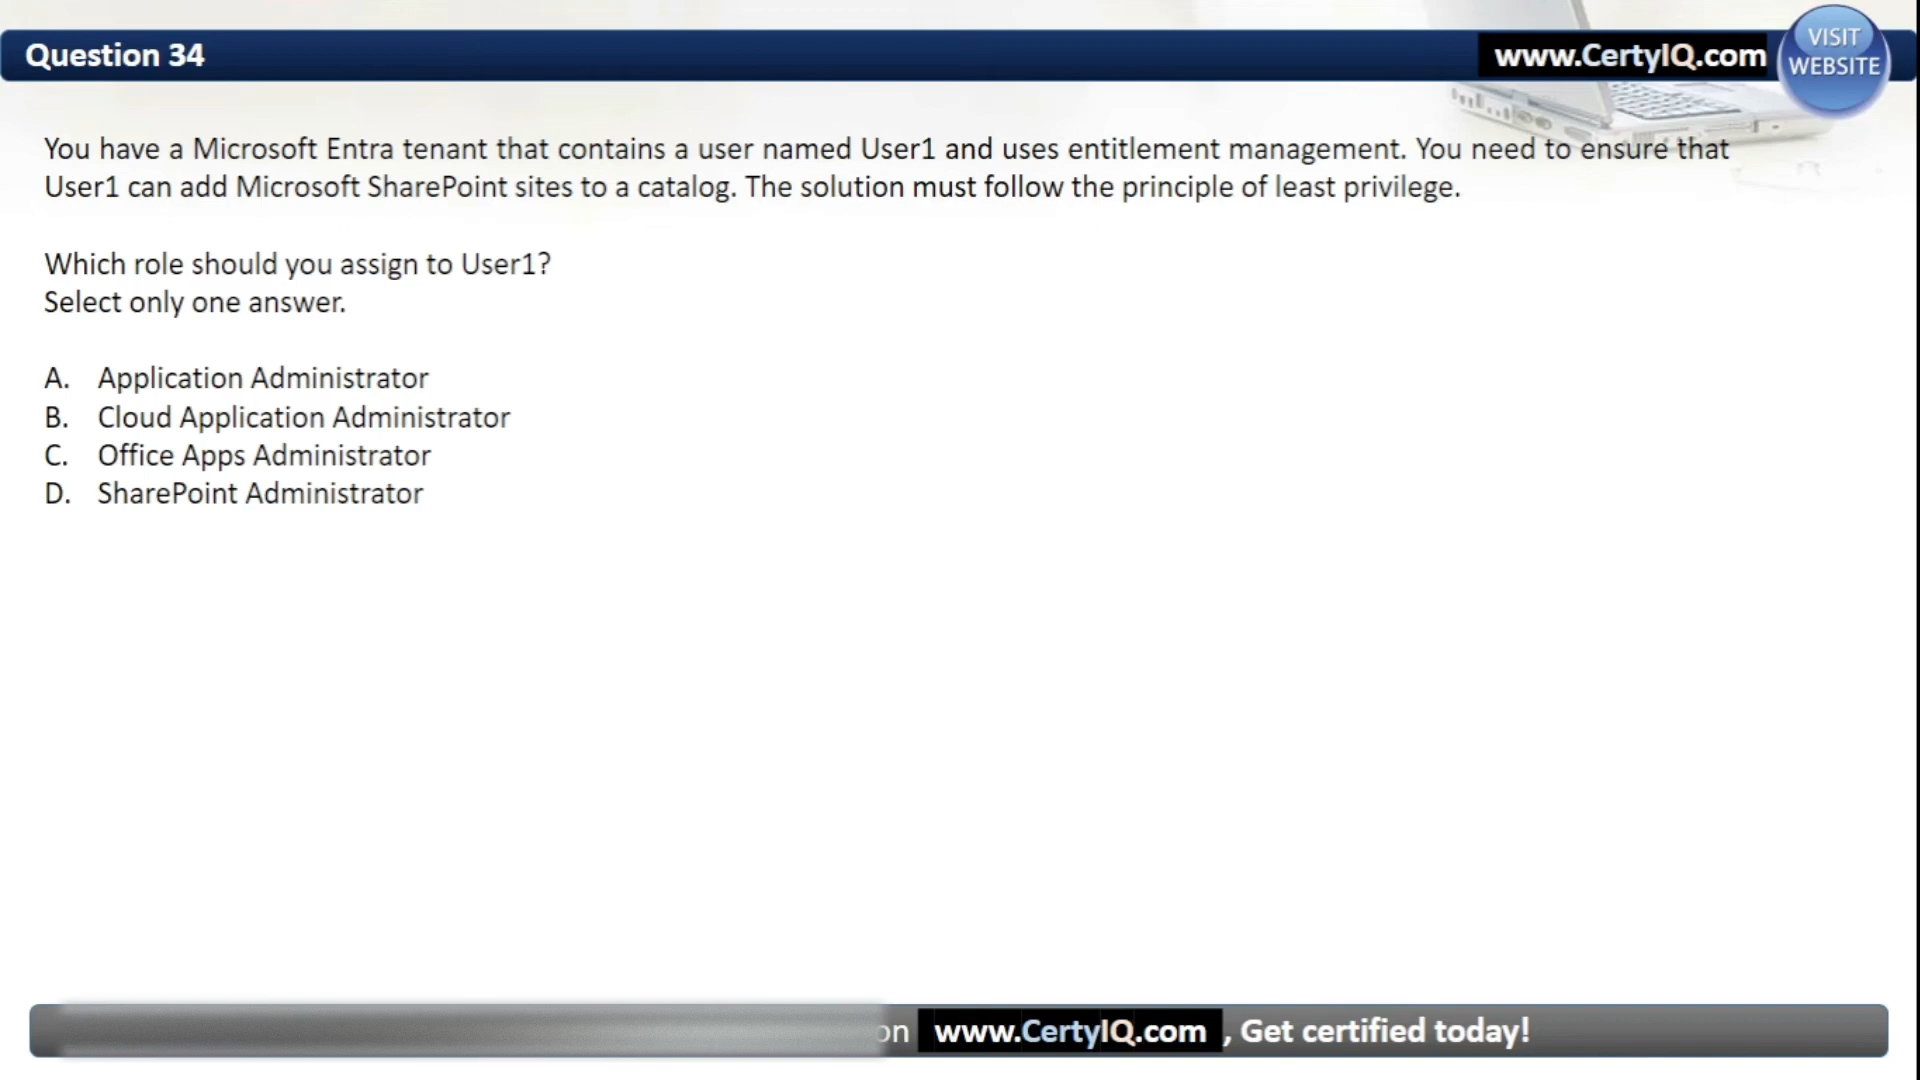 Question 34
www.CertyIQ.com
VISIT
WEBSITE
You have a Microsoft Entra tenant that contains a user named User1 and uses entitlement management. You need to ensure that
User1 can add Microsoft SharePoint sites to a catalog. The solution must follow the principle of least privilege.
Which role should you assign to User1?
Select only one answer.
A. Application Administrator
B. Cloud Application Administrator
C. Office Apps Administrator
D. SharePoint Administrator
on www.CertyIQ.com , Get certified today!